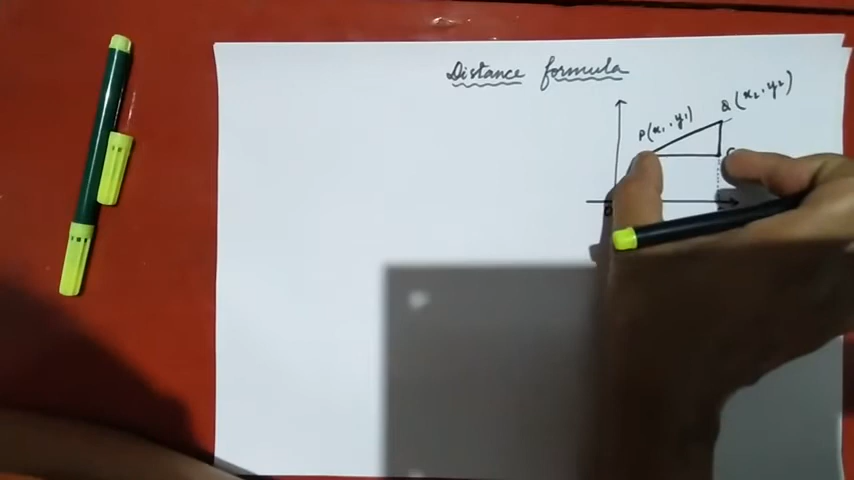 Distance formula
Q(x₂, y₂)
P(x₁, y₁)